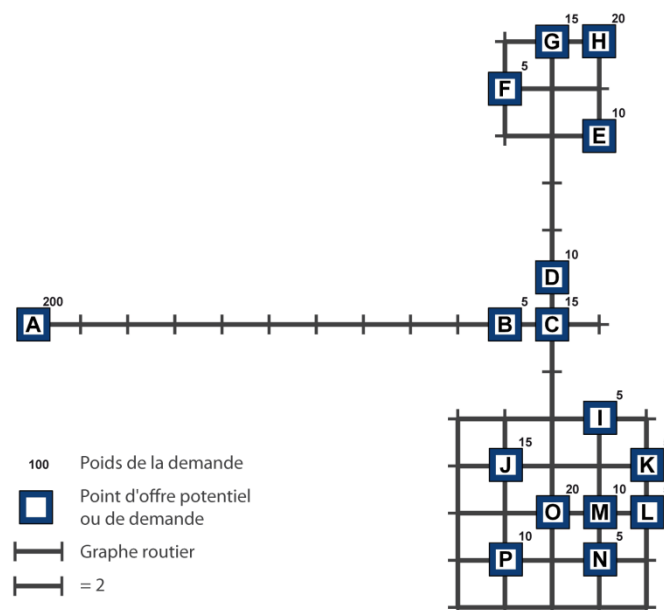 15
20
G
H
5
F
10
E
10
D
200
5
15
A
B
C
5
I
15
J
K
20
10
O
M
L
10
5
P
N
100 Poids de la demande
Point d'offre potentiel
ou de demande
Graphe routier
= 2